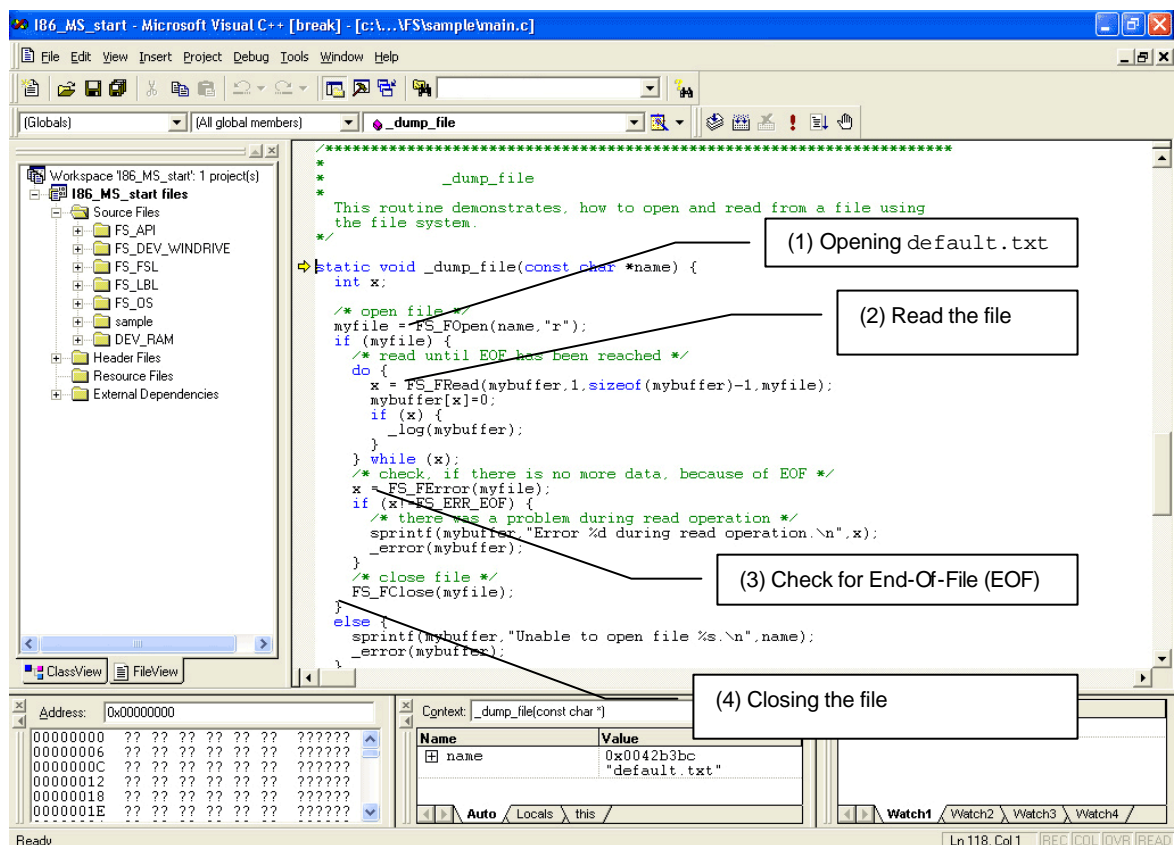 I86_MS_start - Microsoft Visual C++ [break] - [c:\...\FS\sample\main.c]
File Edit View Insert Project Debug Tools Window Help
(Globals) (All global members) _dump_file
Workspace 'I86_MS_start': 1 project(s)
I86_MS_start files
Source Files
FS_API
FS_DEV_WINDRIVE
FS_FSL
FS_LBL
FS_OS
sample
DEV_RAM
Header Files
Resource Files
External Dependencies
ClassView FileView
/*********************************************************************
*
* _dump_file
*
This routine demonstrates, how to open and read from a file using
the file system.
*/
static void _dump_file(const char *name) {
int x;
/* open file */
myfile = FS_FOpen(name,"r");
if (myfile) {
/* read until EOF has been reached */
do {
x = FS_FRead(mybuffer,1,sizeof(mybuffer)-1,myfile);
mybuffer[x]=0;
if (x) {
_log(mybuffer);
}
} while (x);
/* check, if there is no more data, because of EOF */
x = FS_FError(myfile);
if (x!=FS_ERR_EOF) {
/* there was a problem during read operation */
sprintf(mybuffer,"Error %d during read operation.\n",x);
_error(mybuffer);
}
/* close file */
FS_FClose(myfile);
}
else {
sprintf(mybuffer,"Unable to open file %s.\n",name);
_error(mybuffer);
}
(1) Opening default.txt
(2) Read the file
(3) Check for End-Of-File (EOF)
(4) Closing the file
Address: 0x00000000
00000000 ?? ?? ?? ?? ?? ?? ??????
00000006 ?? ?? ?? ?? ?? ?? ??????
0000000C ?? ?? ?? ?? ?? ?? ??????
00000012 ?? ?? ?? ?? ?? ?? ??????
00000018 ?? ?? ?? ?? ?? ?? ??????
0000001E ?? ?? ?? ?? ?? ?? ??????
Context: _dump_file(const char *)
Name Value
name 0x0042b3bc
"default.txt"
Auto Locals this
Watch1 Watch2 Watch3 Watch4
Ready
Ln 118, Col 1 REC COL OVR READ